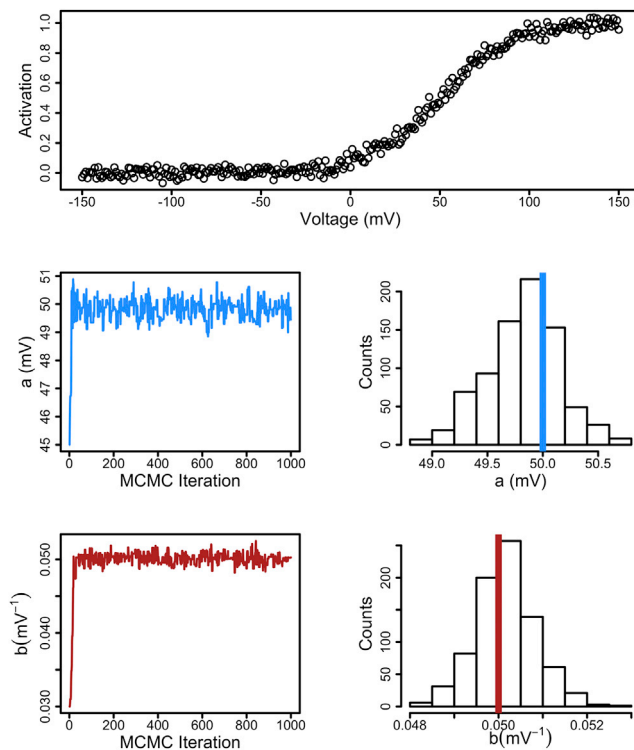 1.0
0.8
0.6
0.4
0.2
0.0
Activation
-150 -100 -50 0 50 100 150
Voltage (mV)
51
50
49
48
47
46
45
a (mV)
0 200 400 600 800 1000
MCMC Iteration
200
150
100
50
0
Counts
49.0 49.5 50.0 50.5
a (mV)
0.050
0.040
0.030
b(mV⁻¹)
0 200 400 600 800 1000
MCMC Iteration
200
100
0
Counts
0.048 0.050 0.052
b(mV⁻¹)